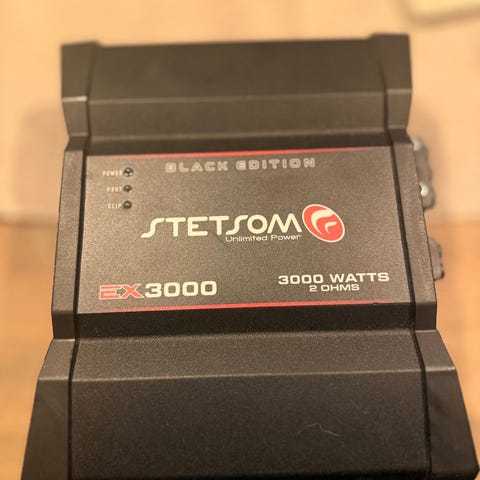 BLACK EDITION
POWER
PROT
CLIP
STETSOM
Unlimited Power
EX3000
3000 WATTS
2 OHMS